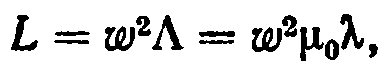 L = w²Λ = w²μ₀λ,